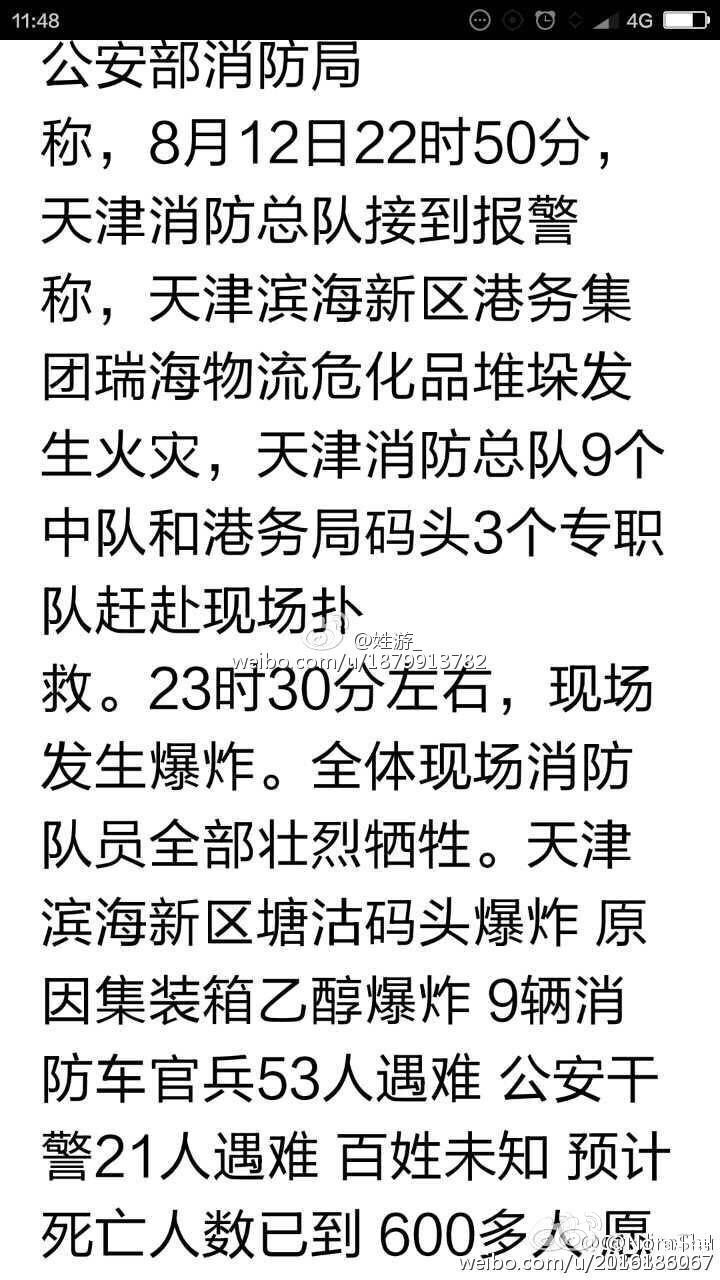 11:48 4G
公安部消防局
称，8月12日22时50分，
天津消防总队接到报警
称，天津滨海新区港务集
团瑞海物流危化品堆垛发
生火灾，天津消防总队9个
中队和港务局码头3个专职
队赶赴现场扑
@姓游_
weibo.com/u/1879913782
救。23时30分左右，现场
发生爆炸。全体现场消防
队员全部壮烈牺牲。天津
滨海新区塘沽码头爆炸 原
因集装箱乙醇爆炸 9辆消
防车官兵53人遇难 公安干
警21人遇难 百姓未知 预计
死亡人数已到 600多人 愿
weibo.com/u/2016186067